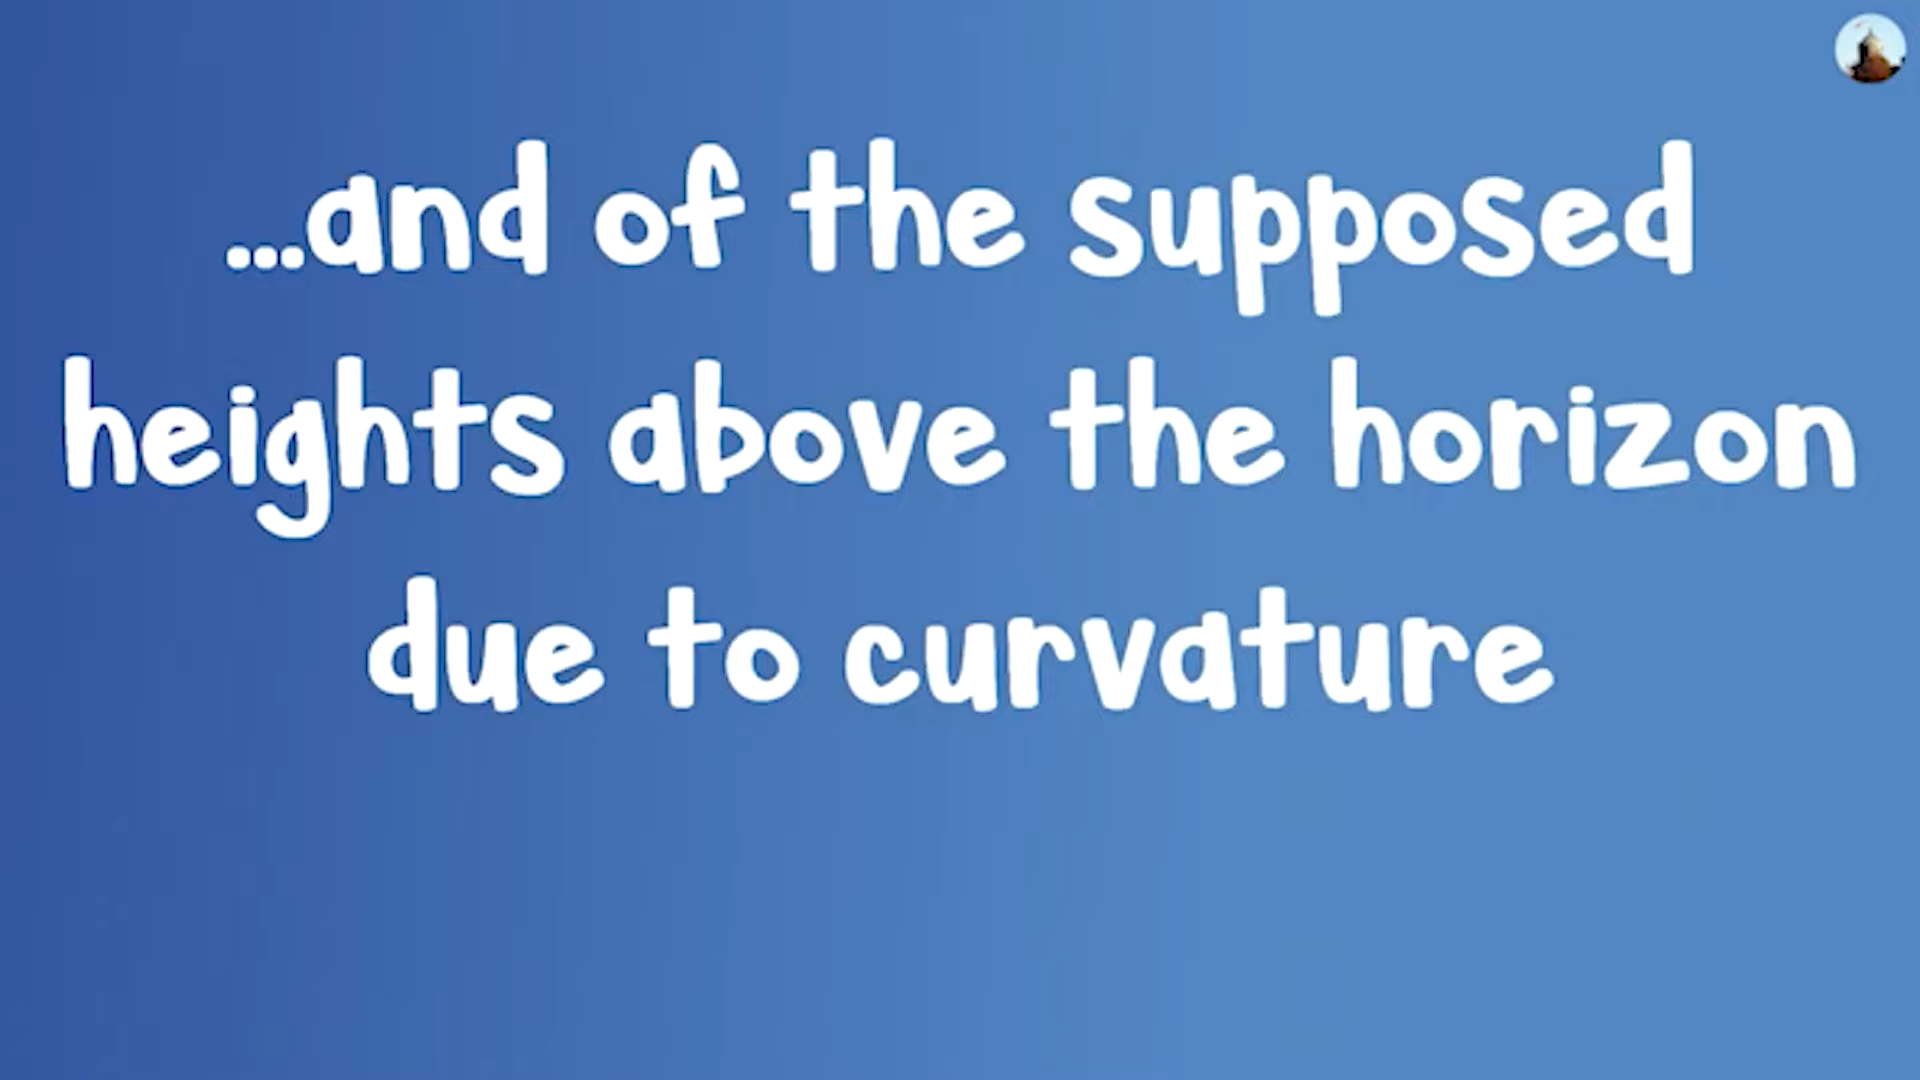 ...and of the supposed
heights above the horizon
due to curvature